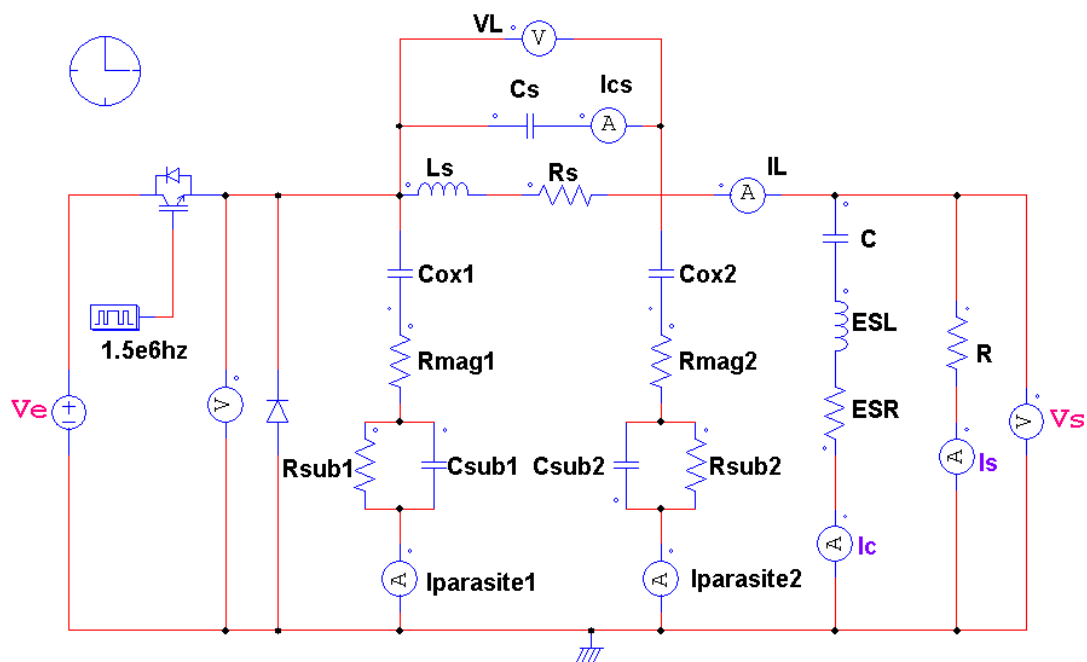 VL
V
Cs
Ics
A
Ls
Rs
IL
A
Cox1
Cox2
C
1.5e6hz
Rmag1
Rmag2
ESL
R
Ve
V
ESR
V
Vs
Rsub1
Csub1
Csub2
Rsub2
A
Is
A
Ic
A
Iparasite1
A
Iparasite2